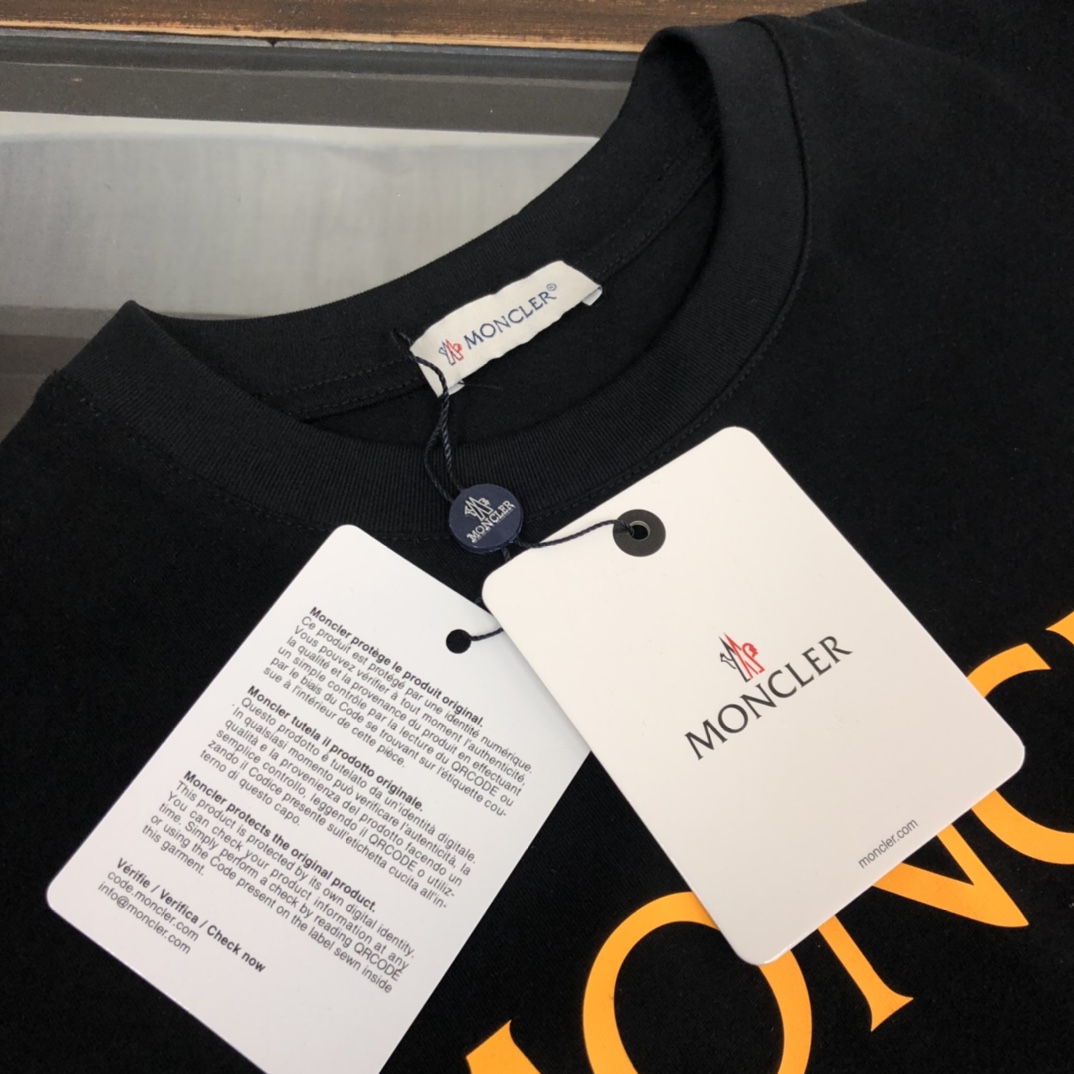 MONCLER®
MONCLER
Moncler protège le produit original.
Ce produit est protégé par une identité numérique.
Vous pouvez vérifier à tout moment l'authenticité,
la qualité et la provenance du produit en effectuant
un simple contrôle par la lecture du QRCODE ou
par le biais du Code se trouvant sur l'étiquette cou-
sue à l'intérieur de cette pièce.
Moncler tutela il prodotto originale.
Questo prodotto è tutelato da un'identità digitale.
In qualsiasi momento può verificare l'autenticità, la
qualità e la provenienza del prodotto facendo un
semplice controllo, leggendo il QRCODE o utiliz-
zando il Codice presente sull'etichetta cucita all'in-
terno di questo capo.
Moncler protects the original product.
This product is protected by its own digital identity.
You can check your product information at any
time. Simply perform a check by reading QRCODE
or using the Code present on the label sewn inside
this garment.
Vérifie / Verifica / Check now
code.moncler.com
info@moncler.com
MONCLER
moncler.com
MONC